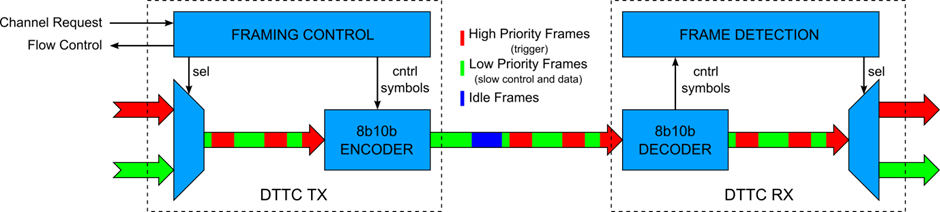 Channel Request
Flow Control
FRAMING CONTROL
sel
cntrl
symbols
8b10b
ENCODER
DTTC TX
High Priority Frames
(trigger)
Low Priority Frames
(slow control and data)
Idle Frames
FRAME DETECTION
cntrl
symbols
sel
8b10b
DECODER
DTTC RX